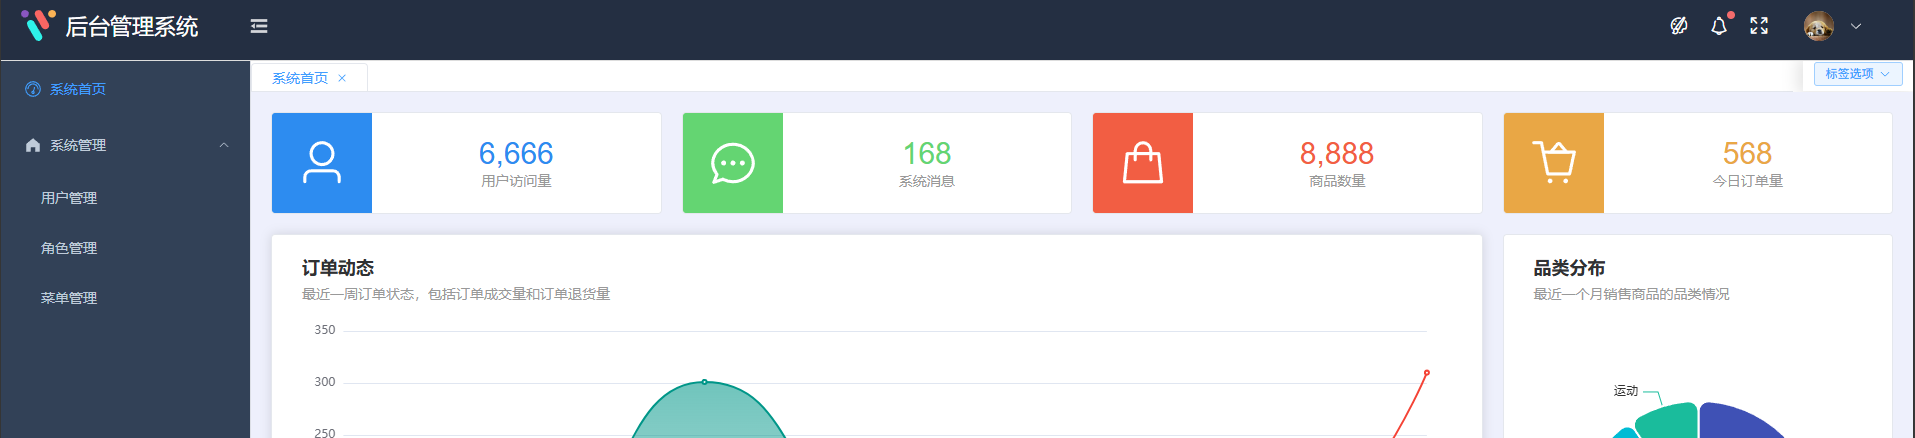 后台管理系统
系统首页
系统管理
用户管理
角色管理
菜单管理
系统首页
标签选项
6,666
用户访问量
168
系统消息
8,888
商品数量
568
今日订单量
订单动态
最近一周订单状态，包括订单成交量和订单退货量
350
300
250
品类分布
最近一个月销售商品的品类情况
运动